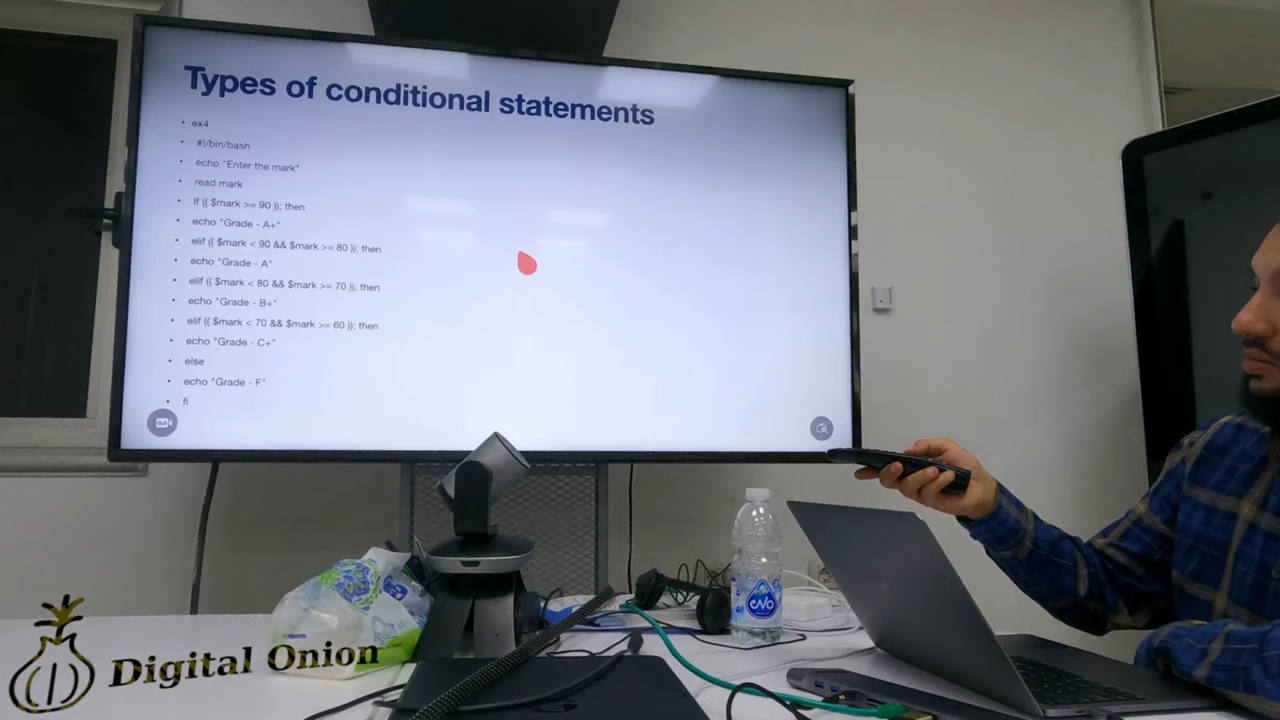 Types of conditional statements
• ex4
• #!/bin/bash
• echo "Enter the mark"
• read mark
• if (( $mark >= 90 )); then
• echo "Grade - A+"
• elif (( $mark < 90 && $mark >= 80 )); then
• echo "Grade - A"
• elif (( $mark < 80 && $mark >= 70 )); then
• echo "Grade - B+"
• elif (( $mark < 70 && $mark >= 60 )); then
• echo "Grade - C+"
• else
• echo "Grade - F"
• fi
Digital Onion